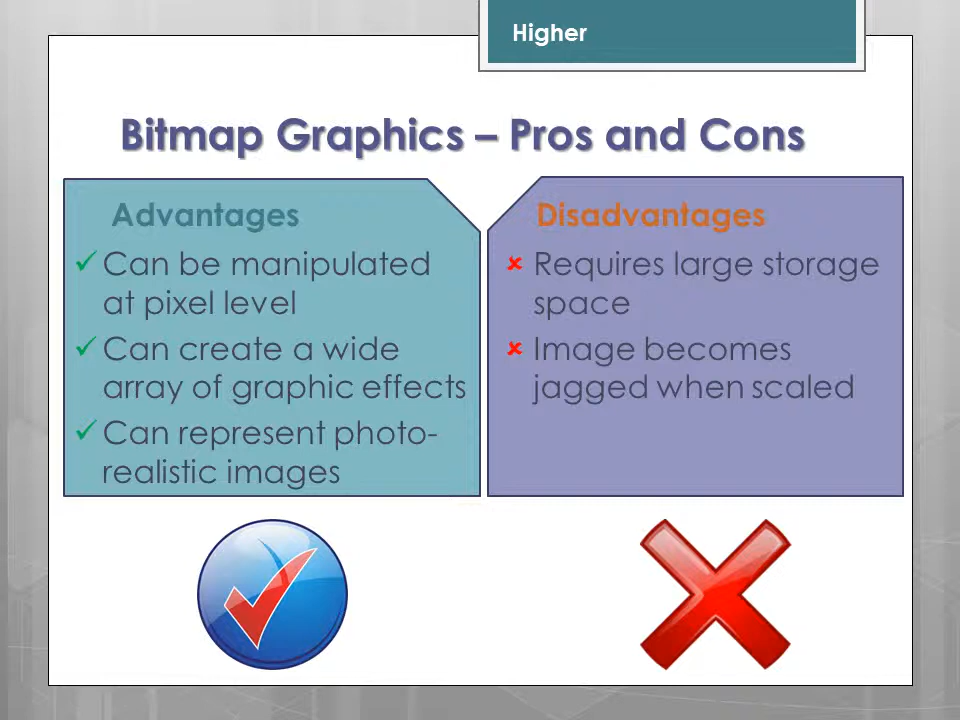 Higher
Bitmap Graphics – Pros and Cons
Advantages
Can be manipulated
at pixel level
Can create a wide
array of graphic effects
Can represent photo-
realistic images
Disadvantages
Requires large storage
space
Image becomes
jagged when scaled